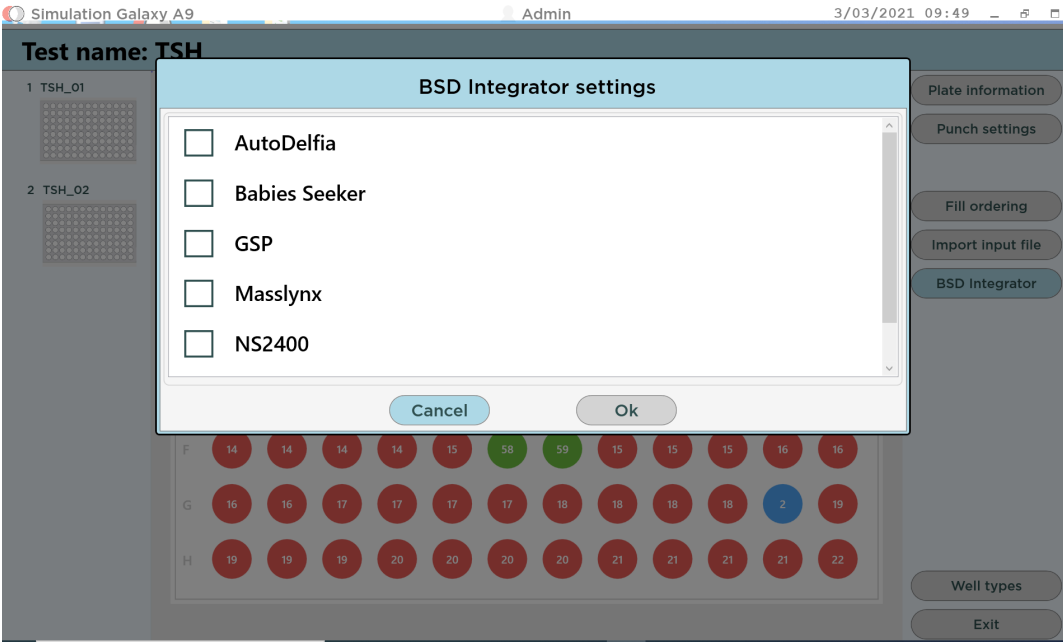 Simulation Galaxy A9 Admin 3/03/2021 09:49
Test name: TSH
BSD Integrator settings
1 TSH_01
2 TSH_02
AutoDelfia
Babies Seeker
GSP
Masslynx
NS2400
Cancel Ok
Plate information
Punch settings
Fill ordering
Import input file
BSD Integrator
F 14 14 14 14 15 58 59 15 15 15 16 16
G 16 16 17 17 17 17 18 18 18 18 2 19
H 19 19 19 20 20 20 20 21 21 21 21 22
Well types
Exit